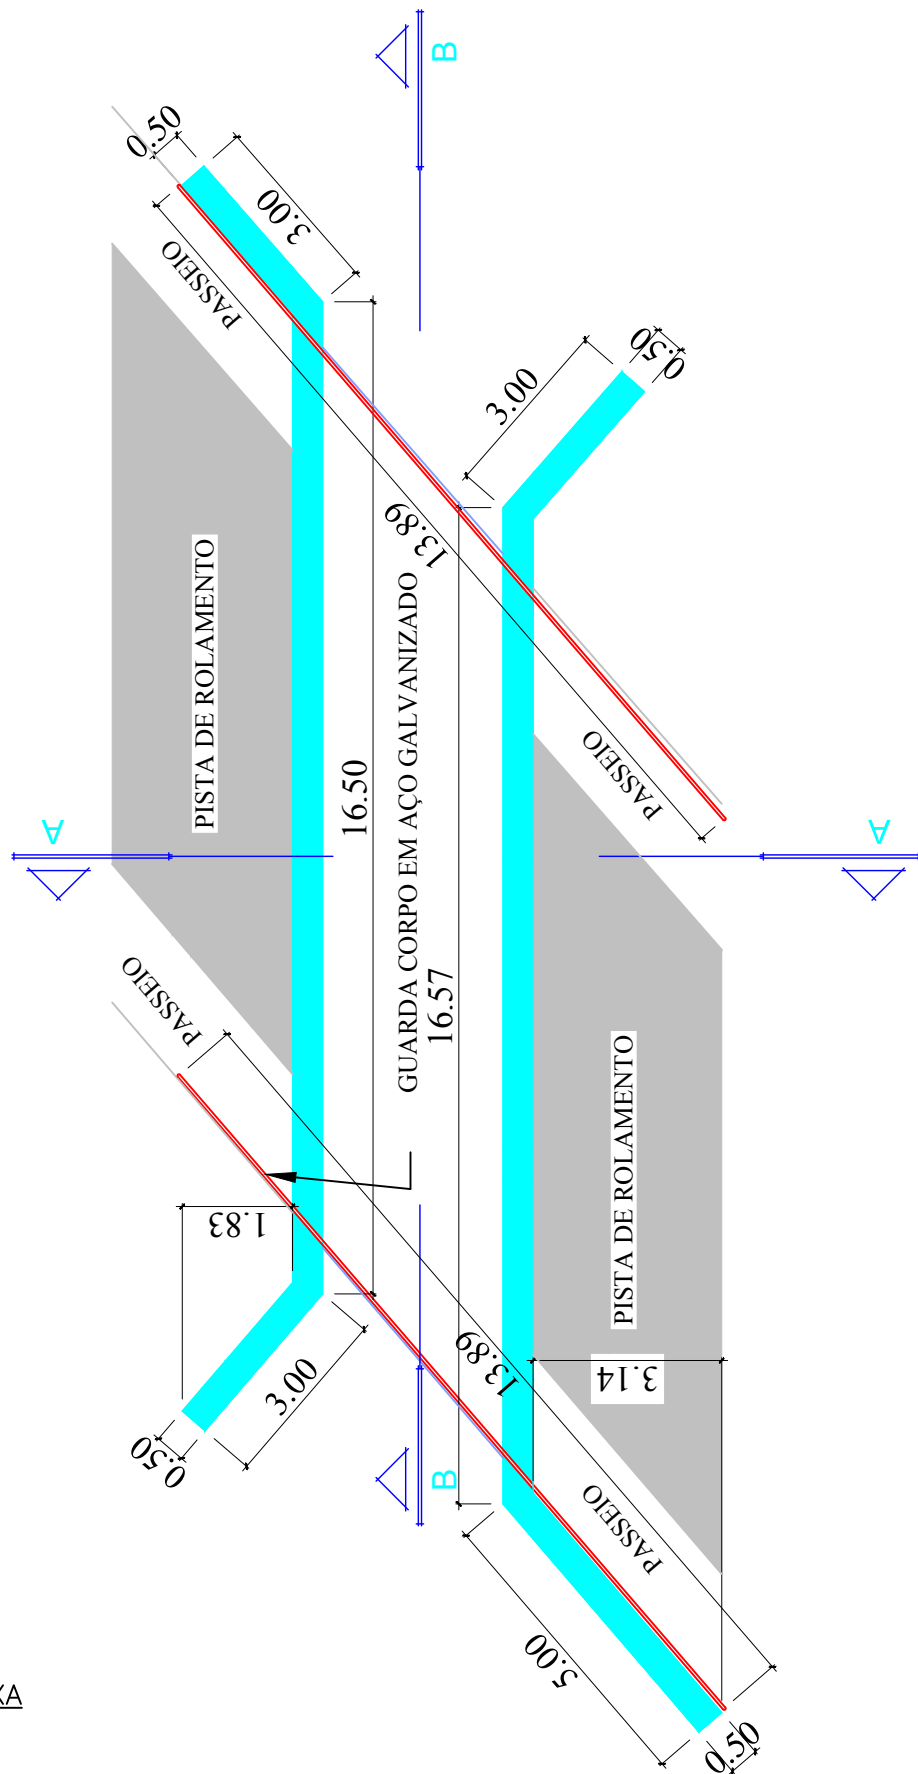 B
0.50
3.00
PASSEIO
0.50
3.00
13.89
PISTA DE ROLAMENTO
GUARDA CORPO EM AÇO GALVANIZADO
16.50
16.57
PASSEIO
A
A
PASSEIO
1.83
PISTA DE ROLAMENTO
13.89
3.14
3.00
0.50
B
PASSEIO
5.00
0.50